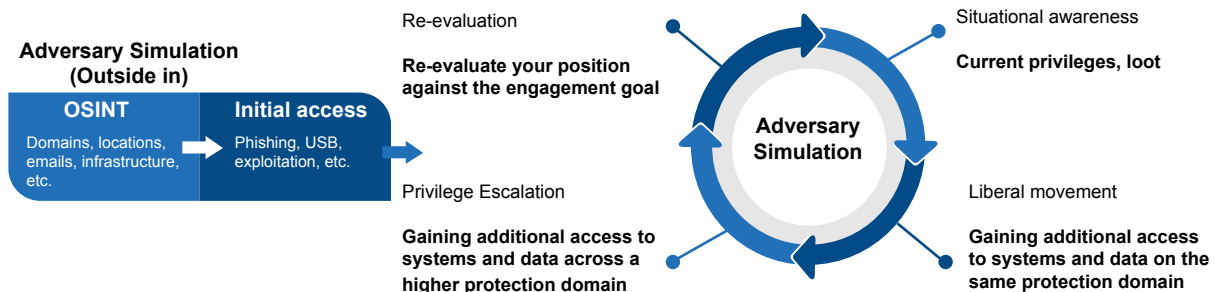 Adversary Simulation
(Outside in)
OSINT
Domains, locations,
emails, infrastructure,
etc.
Initial access
Phishing, USB,
exploitation, etc.
Re-evaluation
Re-evaluate your position
against the engagement goal
Situational awareness
Current privileges, loot
Adversary
Simulation
Privilege Escalation
Gaining additional access to
systems and data across a
higher protection domain
Liberal movement
Gaining additional access
to systems and data on the
same protection domain